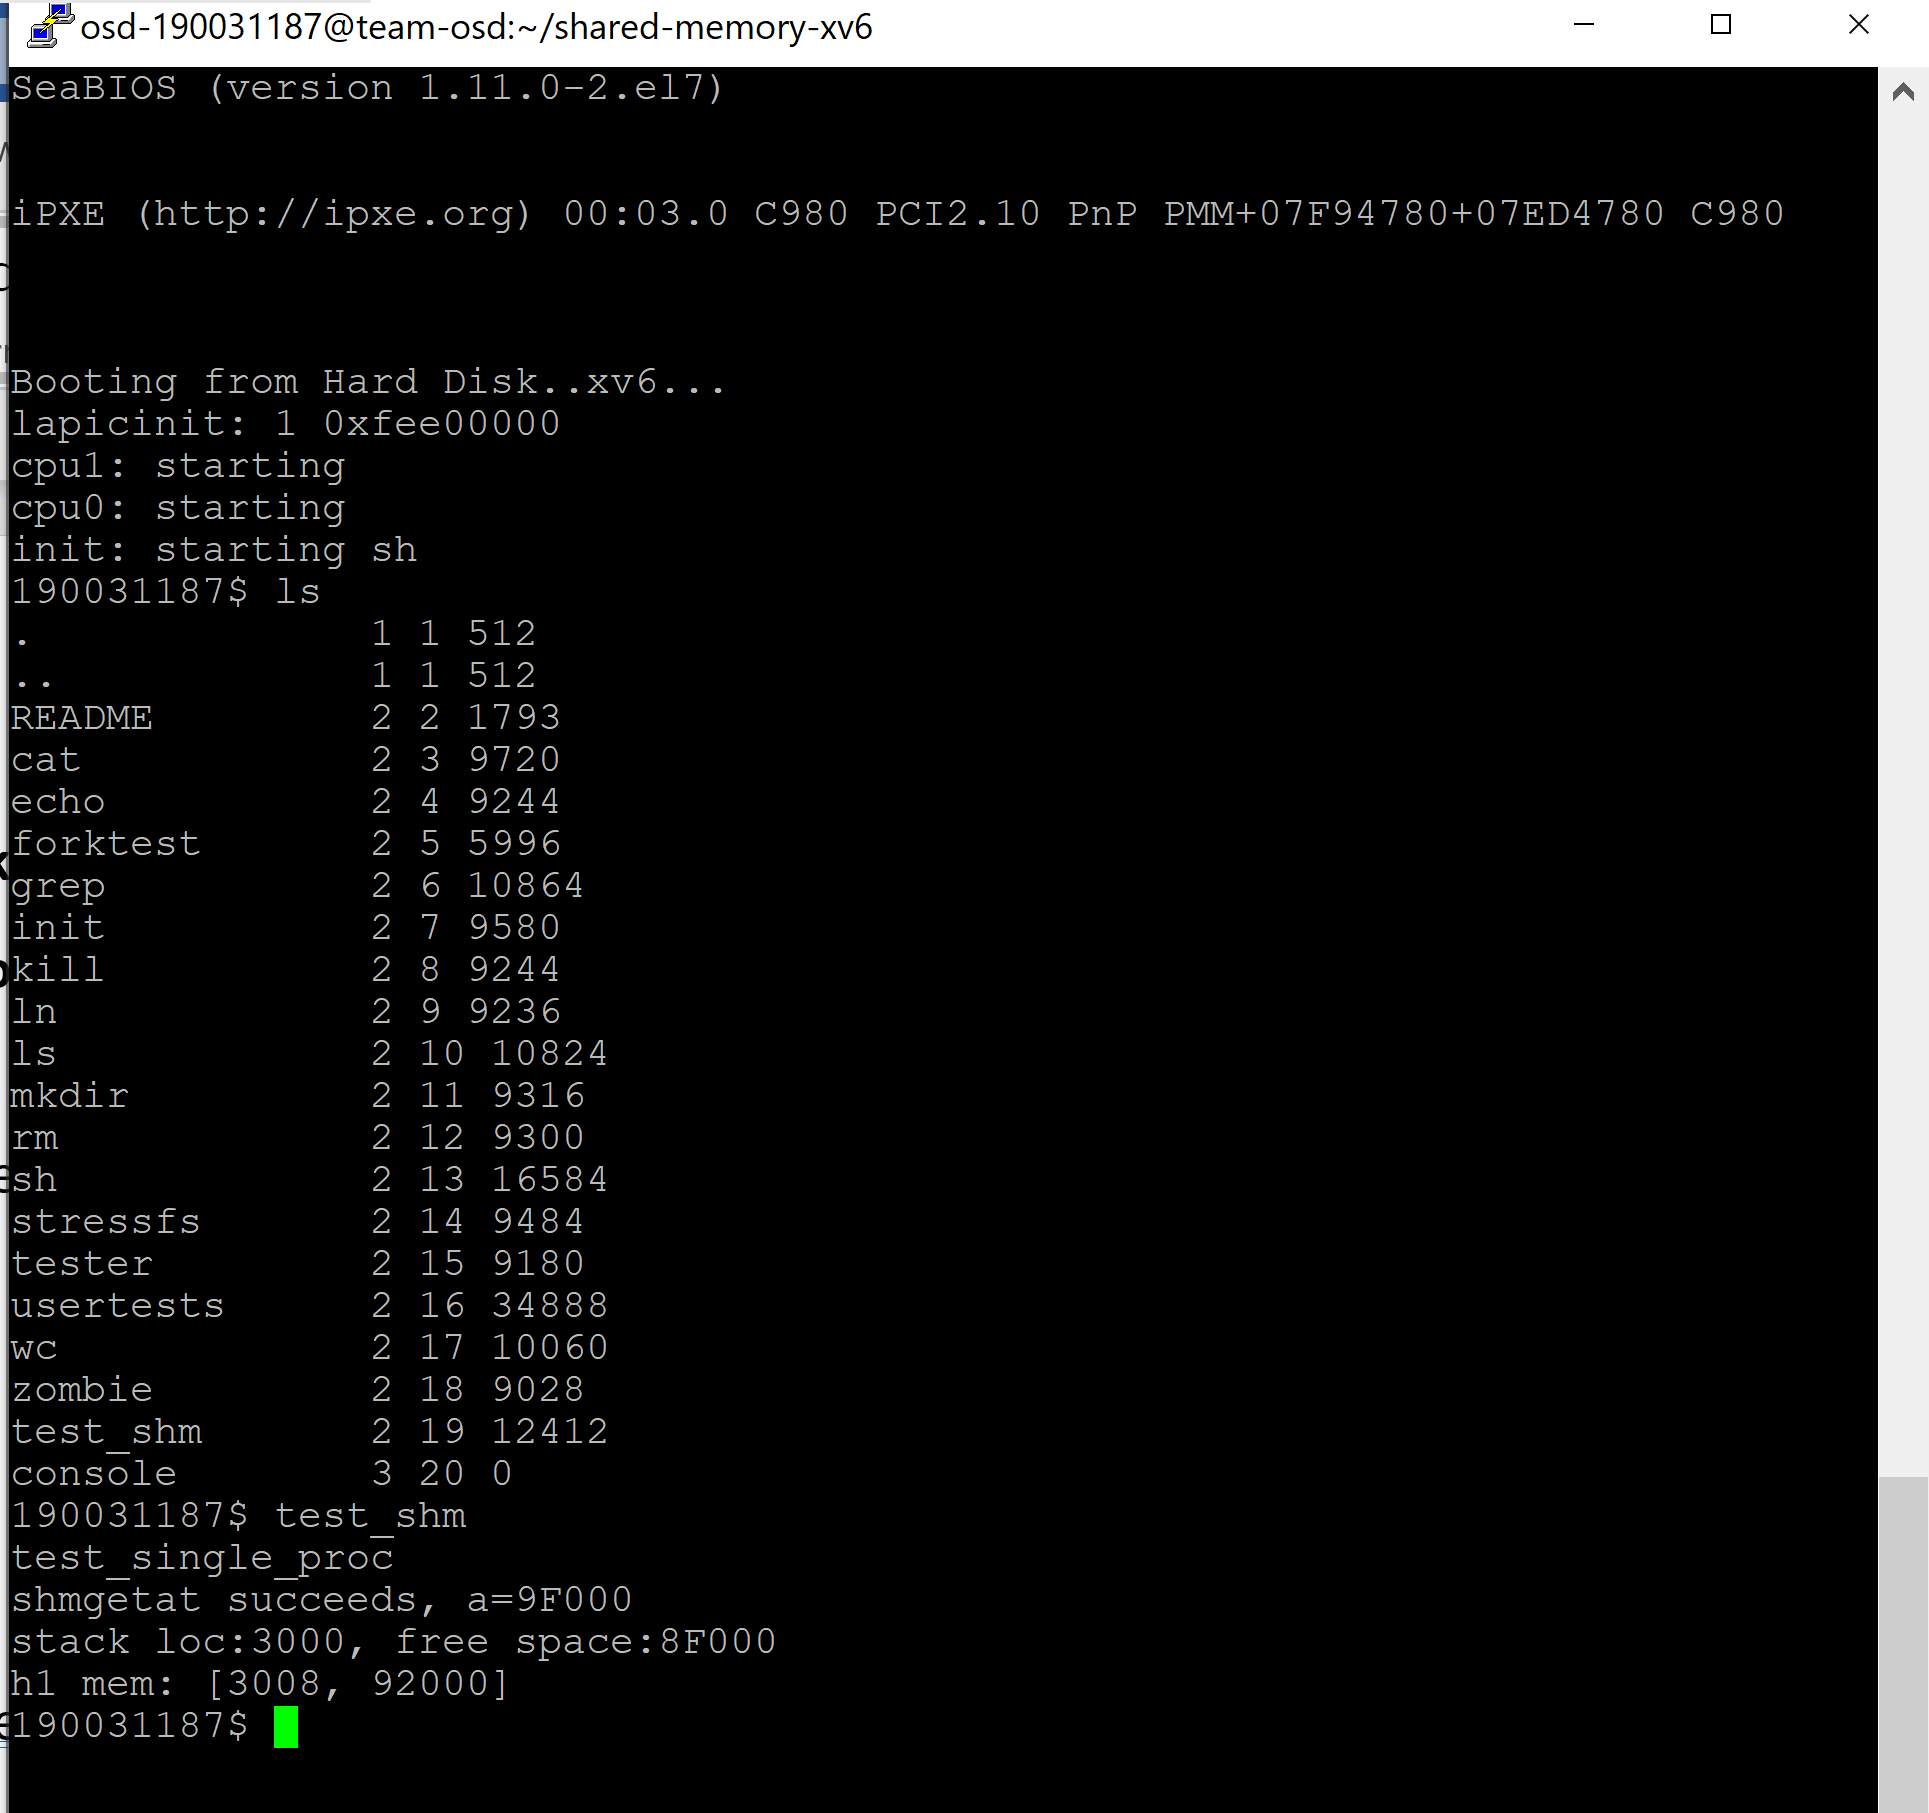 osd-190031187@team-osd:~/shared-memory-xv6
SeaBIOS (version 1.11.0-2.el7)
iPXE (http://ipxe.org) 00:03.0 C980 PCI2.10 PnP PMM+07F94780+07ED4780 C980
Booting from Hard Disk..xv6...
lapicinit: 1 0xfee00000
cpu1: starting
cpu0: starting
init: starting sh
190031187$ ls
. 1 1 512
.. 1 1 512
README 2 2 1793
cat 2 3 9720
echo 2 4 9244
forktest 2 5 5996
grep 2 6 10864
init 2 7 9580
kill 2 8 9244
ln 2 9 9236
ls 2 10 10824
mkdir 2 11 9316
rm 2 12 9300
sh 2 13 16584
stressfs 2 14 9484
tester 2 15 9180
usertests 2 16 34888
wc 2 17 10060
zombie 2 18 9028
test_shm 2 19 12412
console 3 20 0
190031187$ test_shm
test_single_proc
shmgetat succeeds, a=9F000
stack loc:3000, free space:8F000
h1 mem: [3008, 92000]
190031187$